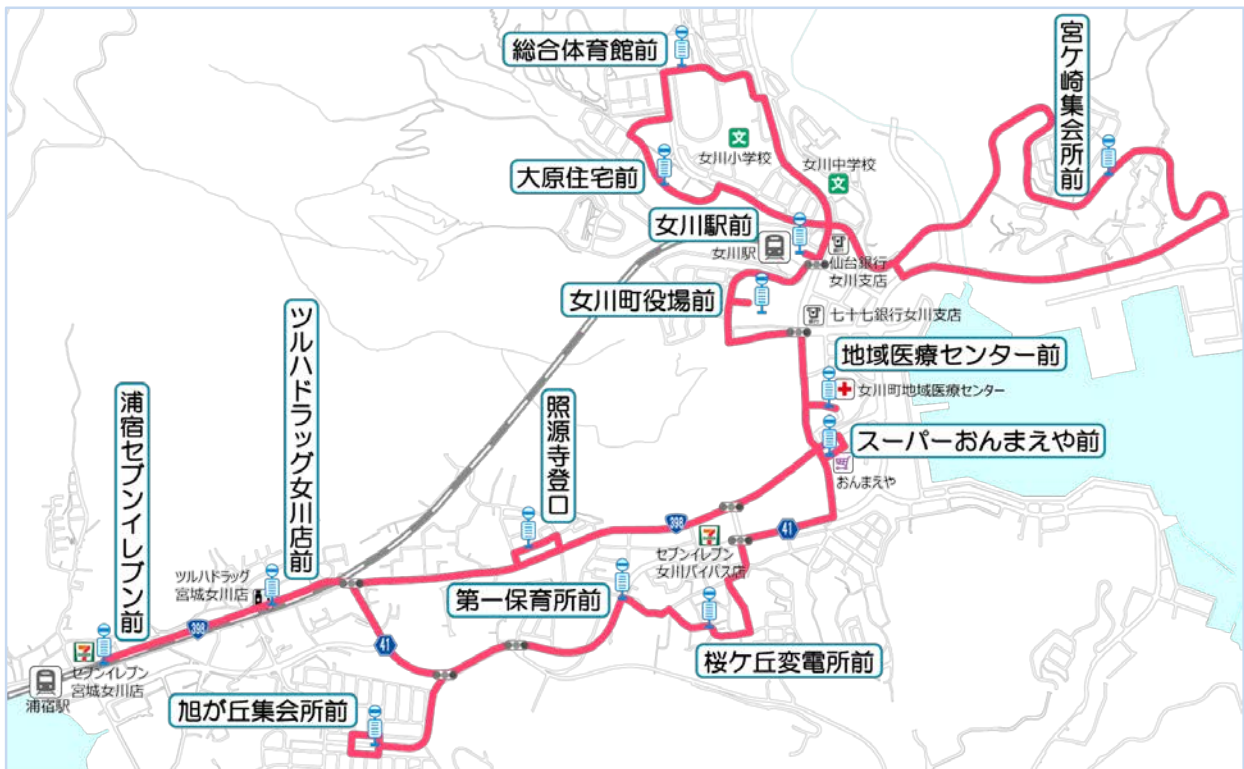 総合体育館前
宮ケ崎集会所前
文
女川小学校
女川中学校
文
大原住宅前
女川駅前
女川駅
仙台銀行
女川支店
女川町役場前
七十七銀行女川支店
地域医療センター前
女川町地域医療センター
スーパーおんまえや前
おんまえや
ツルハドラッグ女川店前
浦宿セブンイレブン前
照源寺登口
398
41
セブンイレブン
女川バイパス店
ツルハドラッグ
宮城女川店
第一保育所前
398
41
桜ケ丘変電所前
セブンイレブン
宮城女川店
浦宿駅
旭が丘集会所前